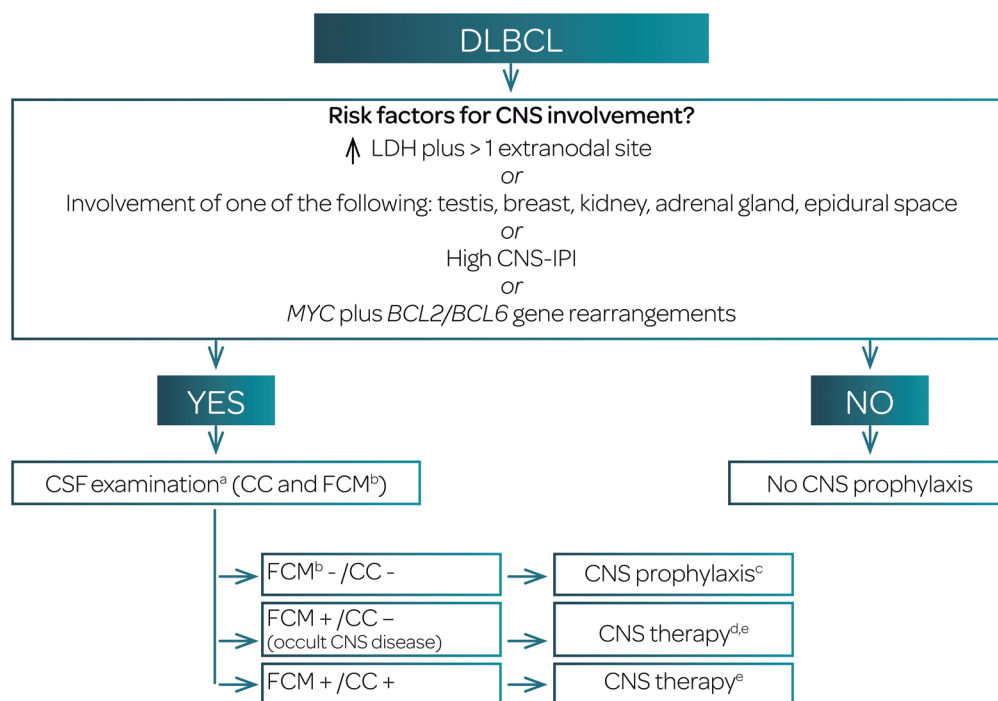 DLBCL
Risk factors for CNS involvement?
↑ LDH plus > 1 extranodal site
or
Involvement of one of the following: testis, breast, kidney, adrenal gland, epidural space
or
High CNS-IPI
or
MYC plus BCL2/BCL6 gene rearrangements
YES
NO
CSF examinationᵃ (CC and FCMᵇ)
No CNS prophylaxis
FCMᵇ - /CC -
CNS prophylaxisᶜ
FCM + /CC –
(occult CNS disease)
CNS therapyᵈ,ᵉ
FCM + /CC +
CNS therapyᵉ